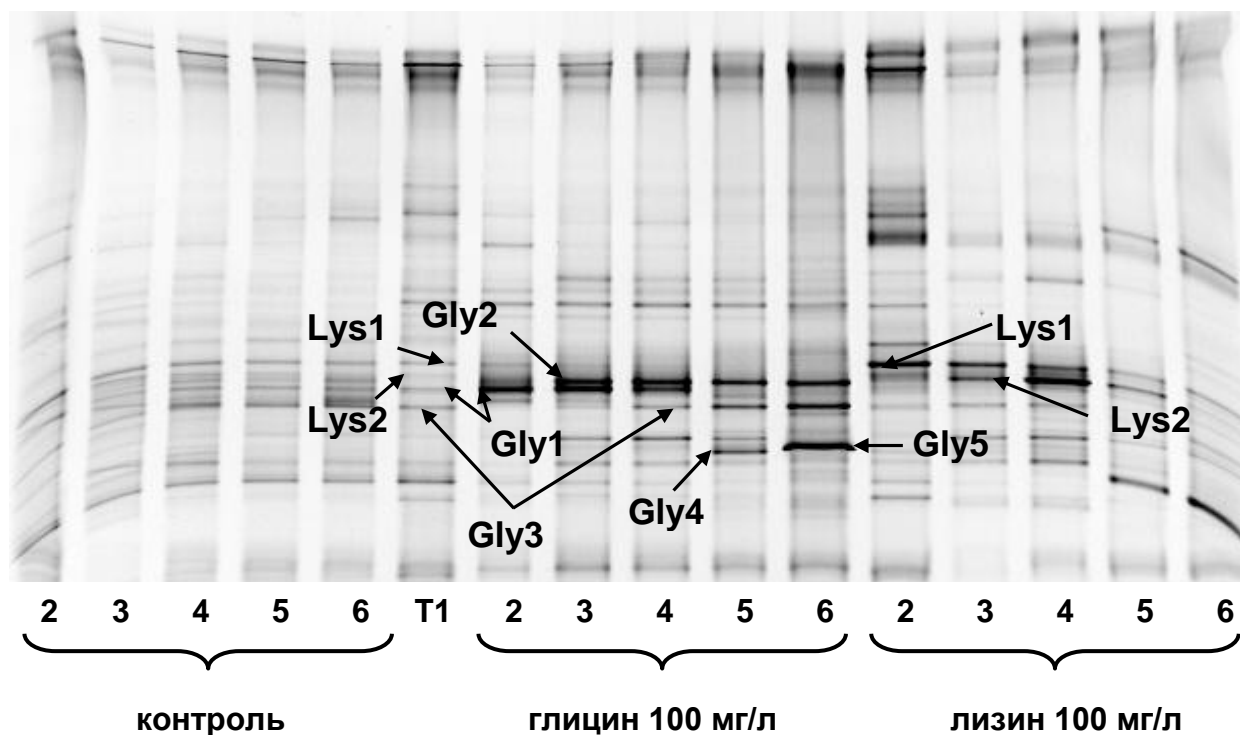 Gly2
Lys1
Lys1
Lys2
Gly1
Lys2
Gly5
Gly4
Gly3
2 3 4 5 6 T1 2 3 4 5 6 2 3 4 5 6
контроль глицин 100 мг/л лизин 100 мг/л